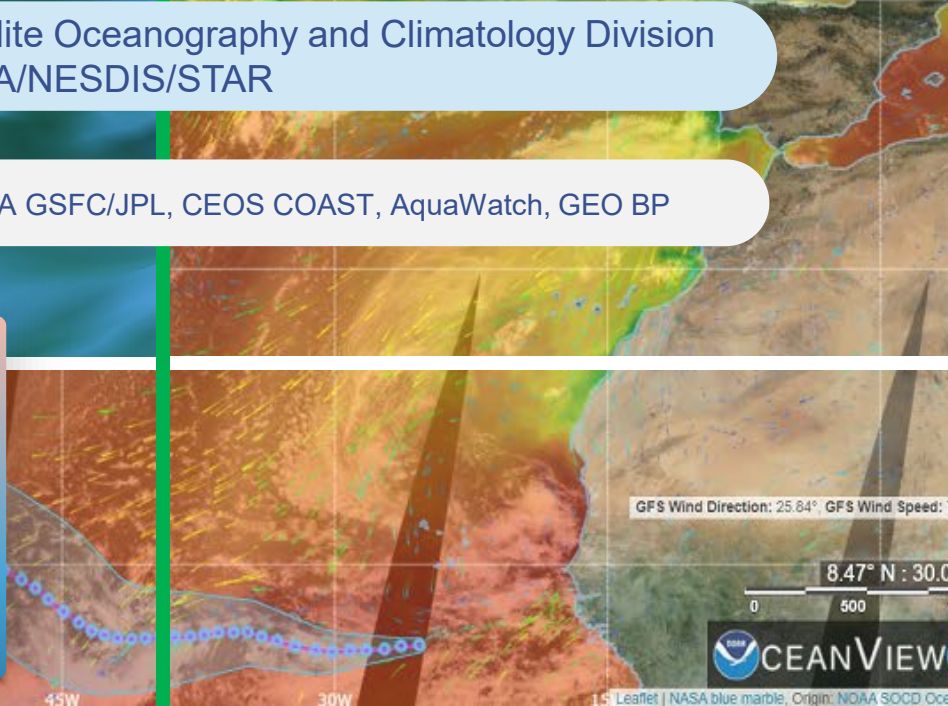 lite Oceanography and Climatology Division
A/NESDIS/STAR
A GSFC/JPL, CEOS COAST, AquaWatch, GEO BP
GFS Wind Direction: 25.84°, GFS Wind Speed:
8.47° N : 30.0
0 500
NOAA
OCEANVIEW
45W 30W 15
Leaflet | NASA blue marble, Origin: NOAA SOCD Oce